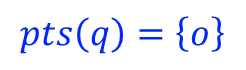 pts(q) = {o}